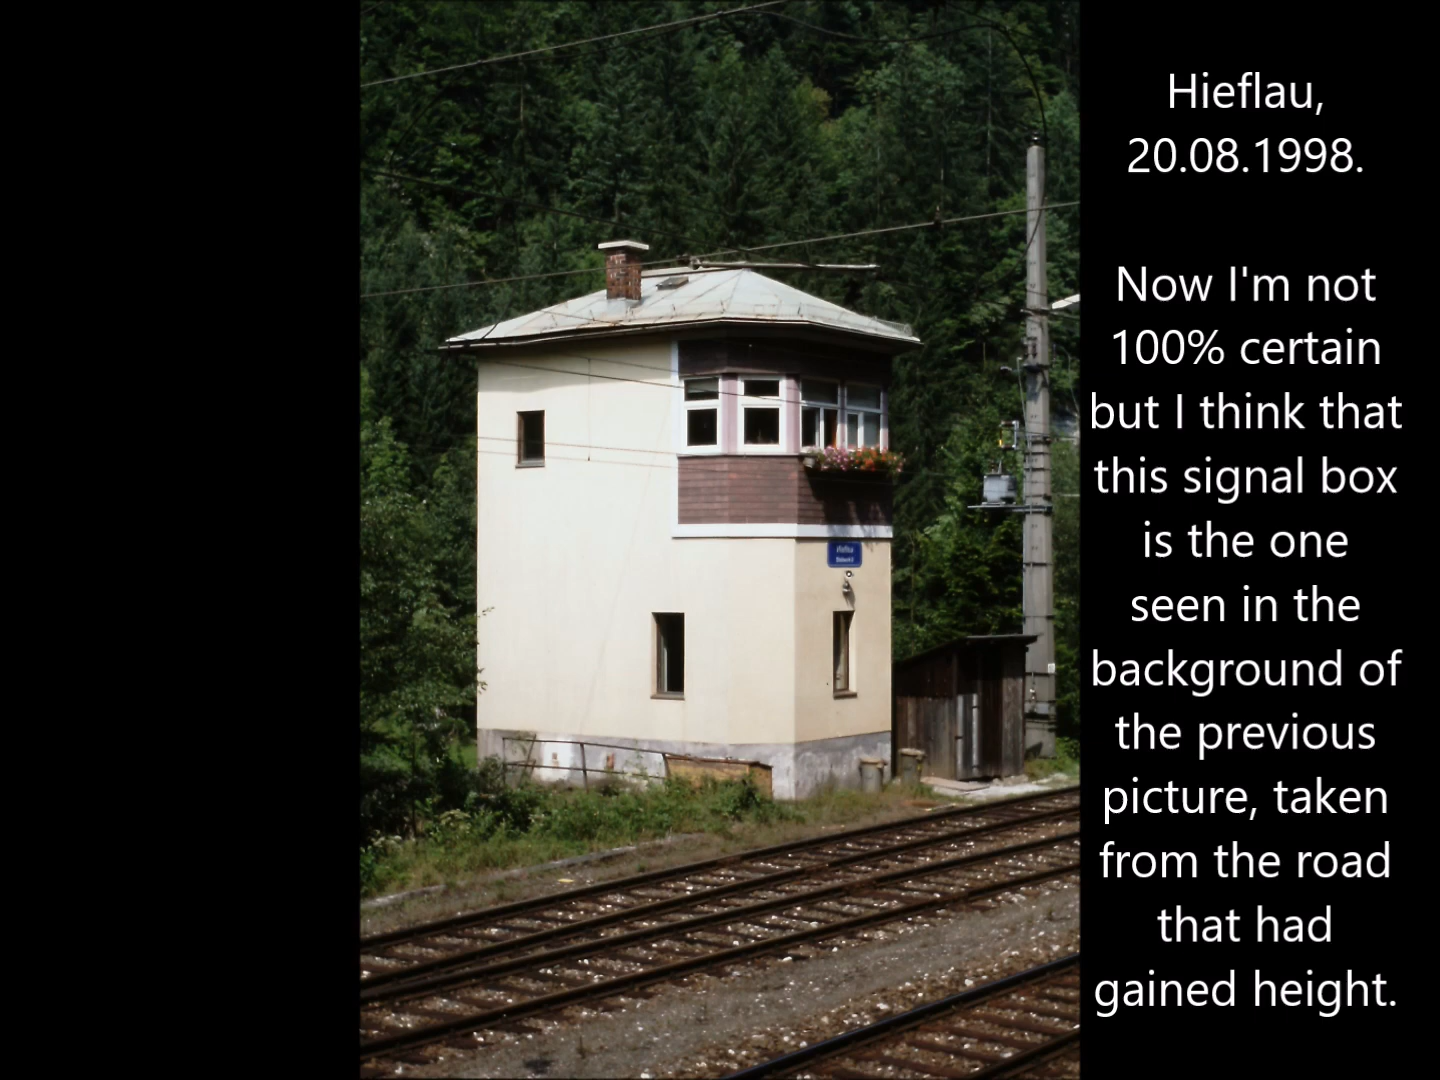 Hieflau,
20.08.1998.
Now I'm not
100% certain
but I think that
this signal box
is the one
seen in the
background of
the previous
picture, taken
from the road
that had
gained height.
Hieflau